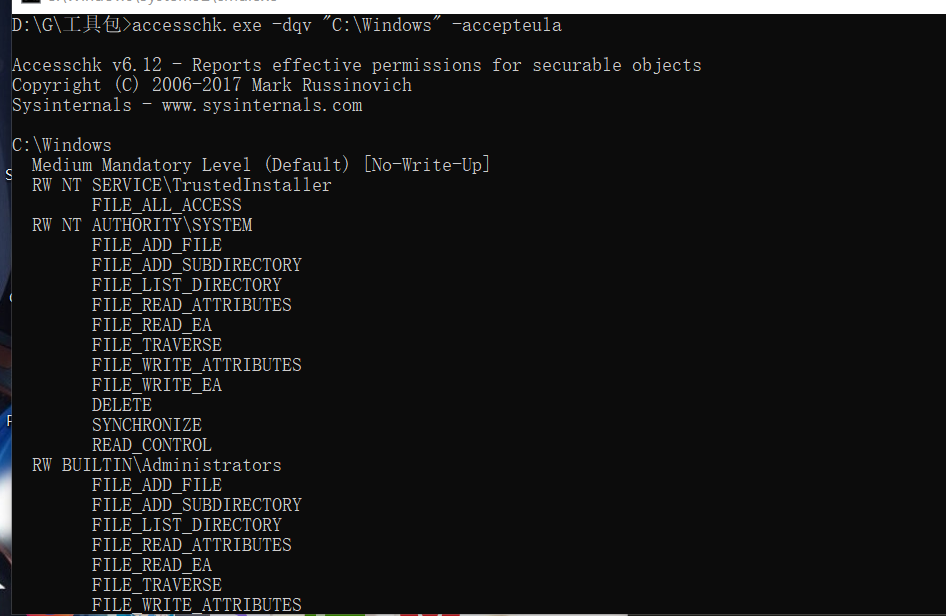 D:\G\工具包>accesschk.exe -dqv "C:\Windows" -accepteula
Accesschk v6.12 - Reports effective permissions for securable objects
Copyright (C) 2006-2017 Mark Russinovich
Sysinternals - www.sysinternals.com
C:\Windows
Medium Mandatory Level (Default) [No-Write-Up]
RW NT SERVICE\TrustedInstaller
FILE_ALL_ACCESS
RW NT AUTHORITY\SYSTEM
FILE_ADD_FILE
FILE_ADD_SUBDIRECTORY
FILE_LIST_DIRECTORY
FILE_READ_ATTRIBUTES
FILE_READ_EA
FILE_TRAVERSE
FILE_WRITE_ATTRIBUTES
FILE_WRITE_EA
DELETE
SYNCHRONIZE
READ_CONTROL
RW BUILTIN\Administrators
FILE_ADD_FILE
FILE_ADD_SUBDIRECTORY
FILE_LIST_DIRECTORY
FILE_READ_ATTRIBUTES
FILE_READ_EA
FILE_TRAVERSE
FILE_WRITE_ATTRIBUTES